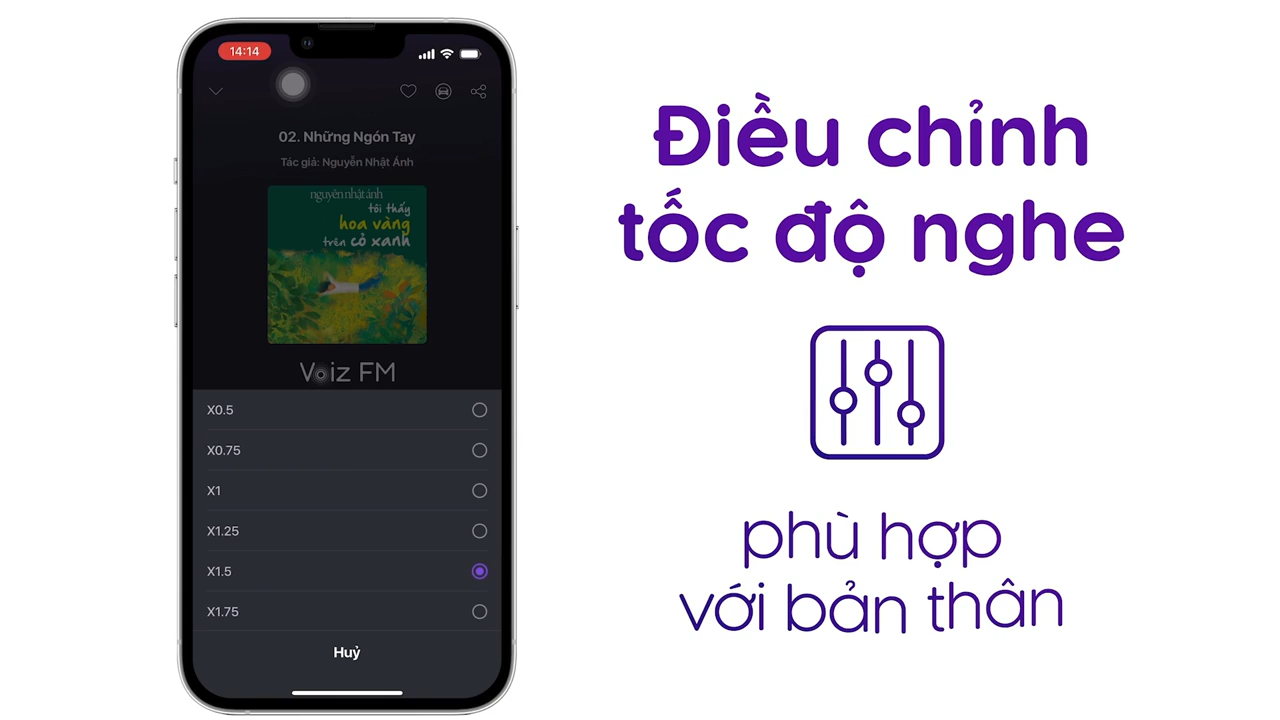 14:14
02. Những Ngón Tay
Tác giả: Nguyễn Nhật Ánh
nguyễn nhật ánh
tôi thấy
hoa vàng
trên cỏ xanh
Voiz FM
X0.5
X0.75
X1
X1.25
X1.5
X1.75
Huỷ
Điều chỉnh
tốc độ nghe
phù hợp
với bản thân